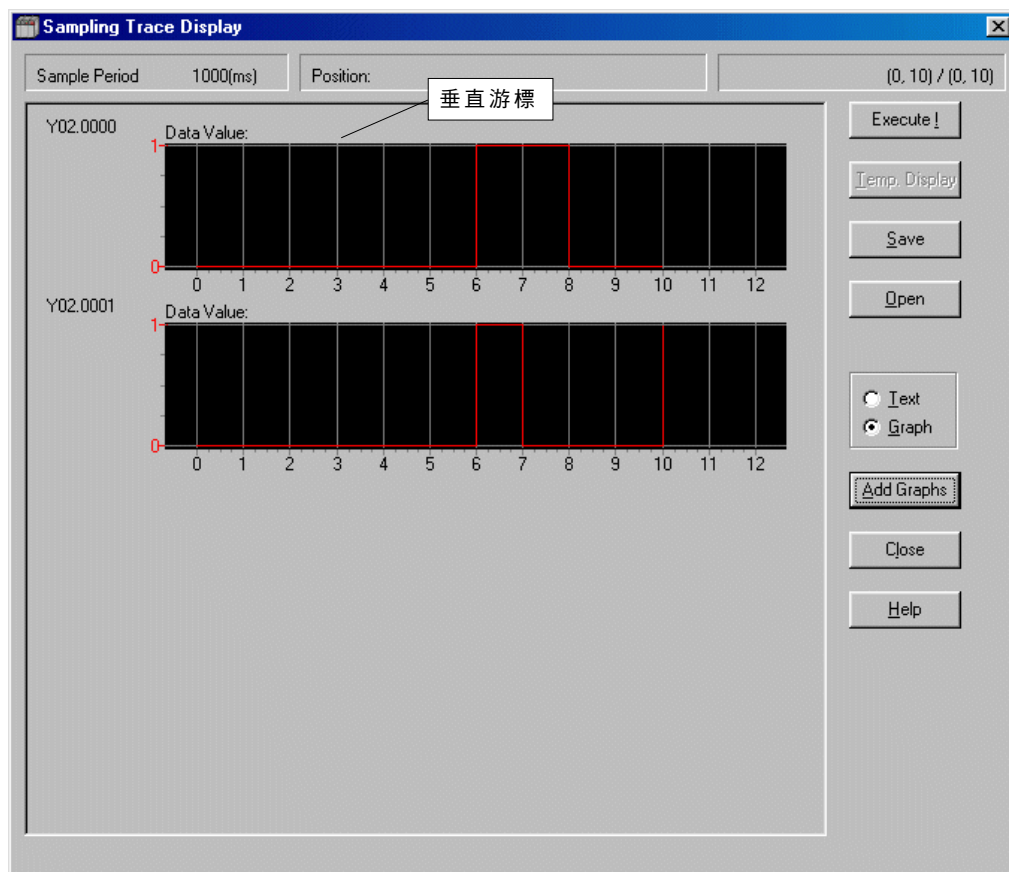 Sampling Trace Display
Sample Period 1000(ms) Position: (0, 10) / (0, 10)
垂直游標
Y02.0000
Data Value:
1
0
0 1 2 3 4 5 6 7 8 9 10 11 12
Y02.0001
Data Value:
1
0
0 1 2 3 4 5 6 7 8 9 10 11 12
Execute !
Temp. Display
Save
Open
Text
Graph
Add Graphs
Close
Help